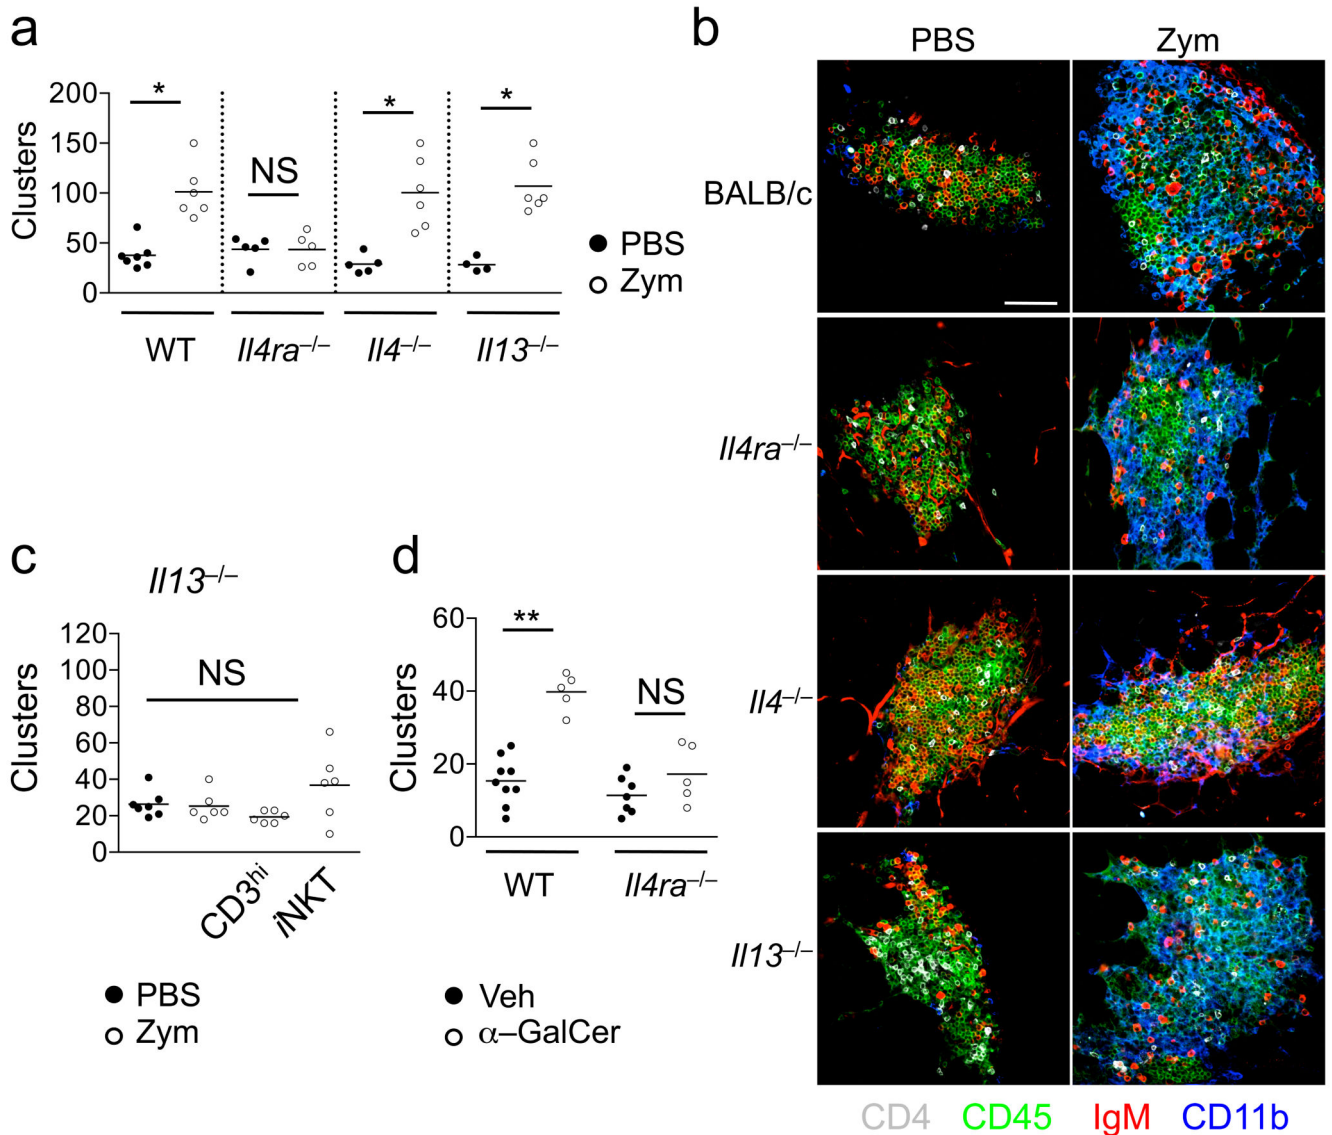 a
Clusters
200
150
100
50
0
*
NS
*
*
PBS
Zym
WT
Il4ra–/–
Il4–/–
Il13–/–
b
PBS
Zym
BALB/c
Il4ra–/–
Il4–/–
Il13–/–
CD4 CD45 IgM CD11b
c
Il13–/–
Clusters
120
100
80
60
40
20
0
NS
CD3hi
iNKT
PBS
Zym
d
Clusters
60
40
20
0
**
NS
WT
Il4ra–/–
Veh
α–GalCer